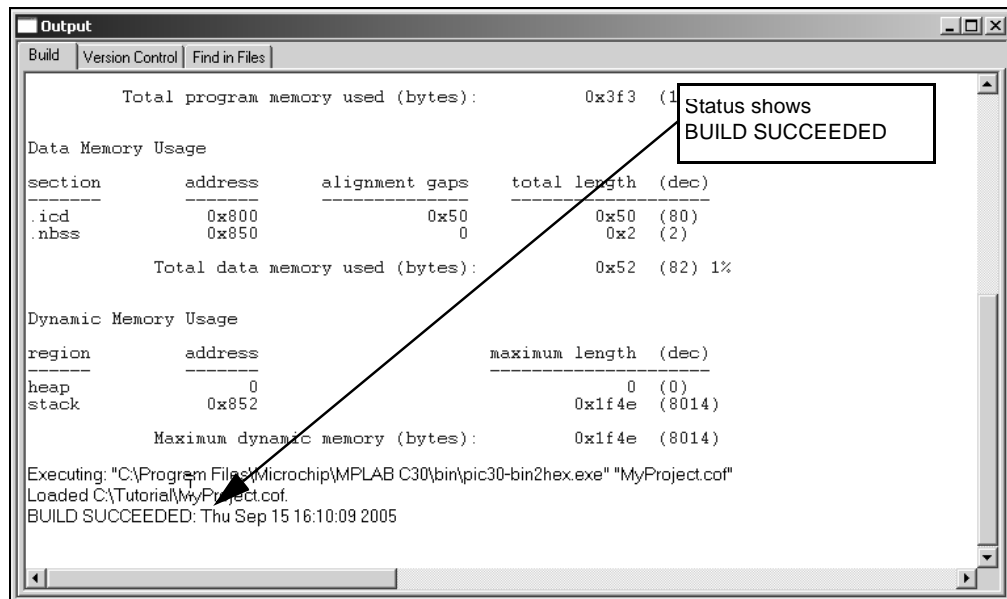 Output
Build Version Control Find in Files
Total program memory used (bytes): 0x3f3 (1
Status shows
BUILD SUCCEEDED
Data Memory Usage
section address alignment gaps total length (dec)
.icd 0x800 0x50 0x50 (80)
.nbss 0x850 0 0x2 (2)
Total data memory used (bytes): 0x52 (82) 1%
Dynamic Memory Usage
region address maximum length (dec)
heap 0 0 (0)
stack 0x852 0x1f4e (8014)
Maximum dynamic memory (bytes): 0x1f4e (8014)
Executing: "C:\Program Files\Microchip\MPLAB C30\bin\pic30-bin2hex.exe" "MyProject.cof"
Loaded C:\Tutorial\MyProject.cof.
BUILD SUCCEEDED: Thu Sep 15 16:10:09 2005